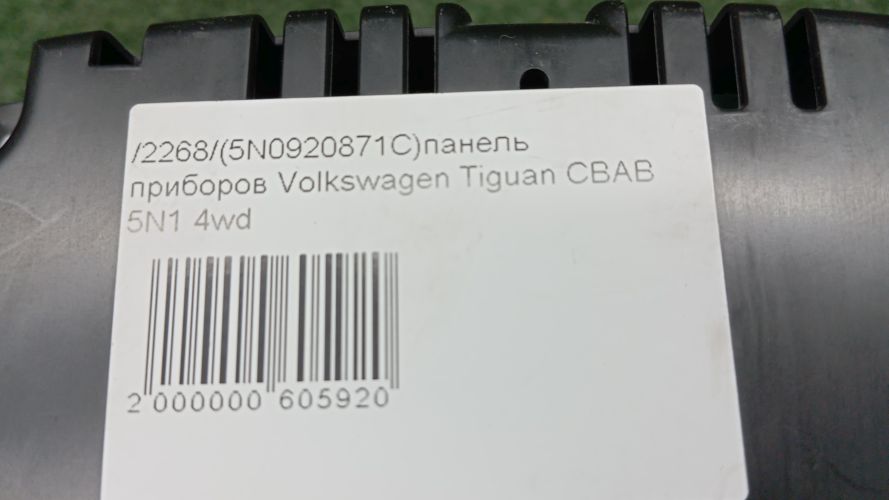 /2268/(5N0920871C)панель
приборов Volkswagen Tiguan CBAB
5N1 4wd
2 000000 605920